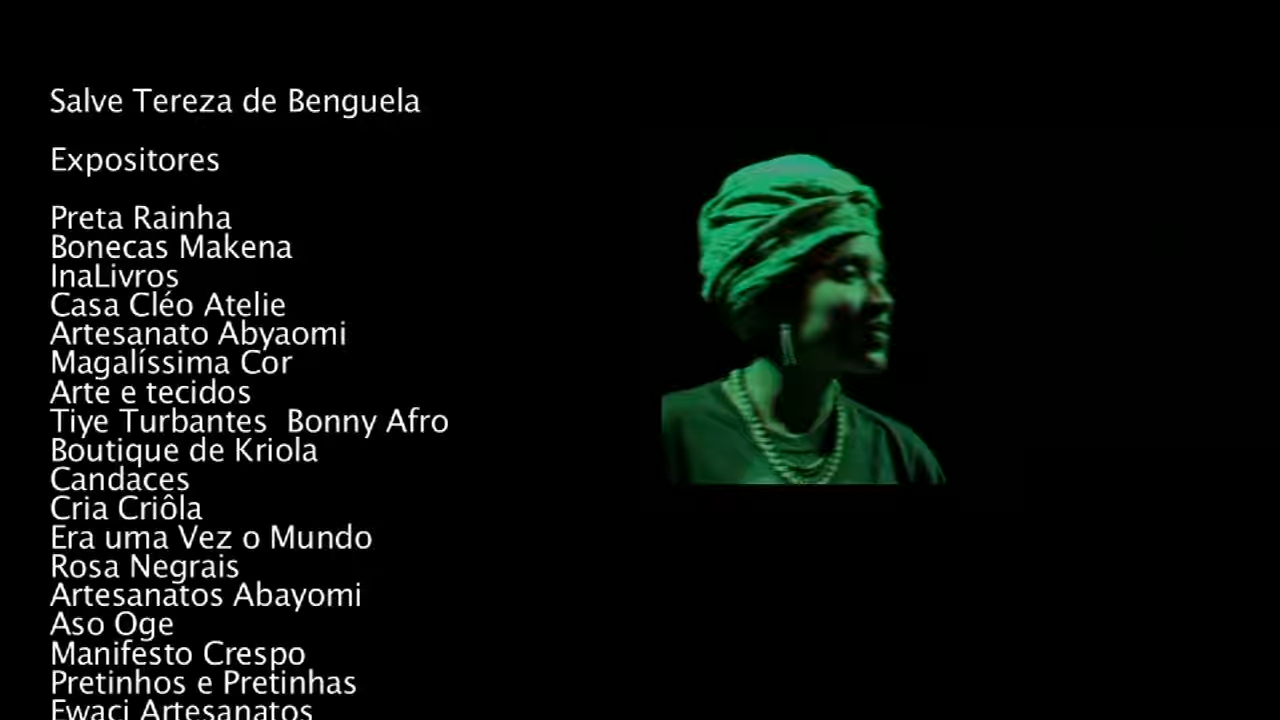 Salve Tereza de Benguela
Expositores
Preta Rainha
Bonecas Makena
InaLivros
Casa Cléo Atelie
Artesanato Abyaomi
Magalíssima Cor
Arte e tecidos
Tiye Turbantes  Bonny Afro
Boutique de Kriola
Candaces
Cria Criôla
Era uma Vez o Mundo
Rosa Negrais
Artesanatos Abayomi
Aso Oge
Manifesto Crespo
Pretinhos e Pretinhas
Ewaci Artesanatos